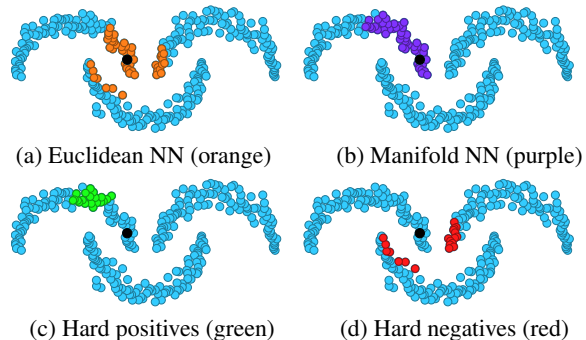 (a) Euclidean NN (orange)
(b) Manifold NN (purple)
(c) Hard positives (green)
(d) Hard negatives (red)